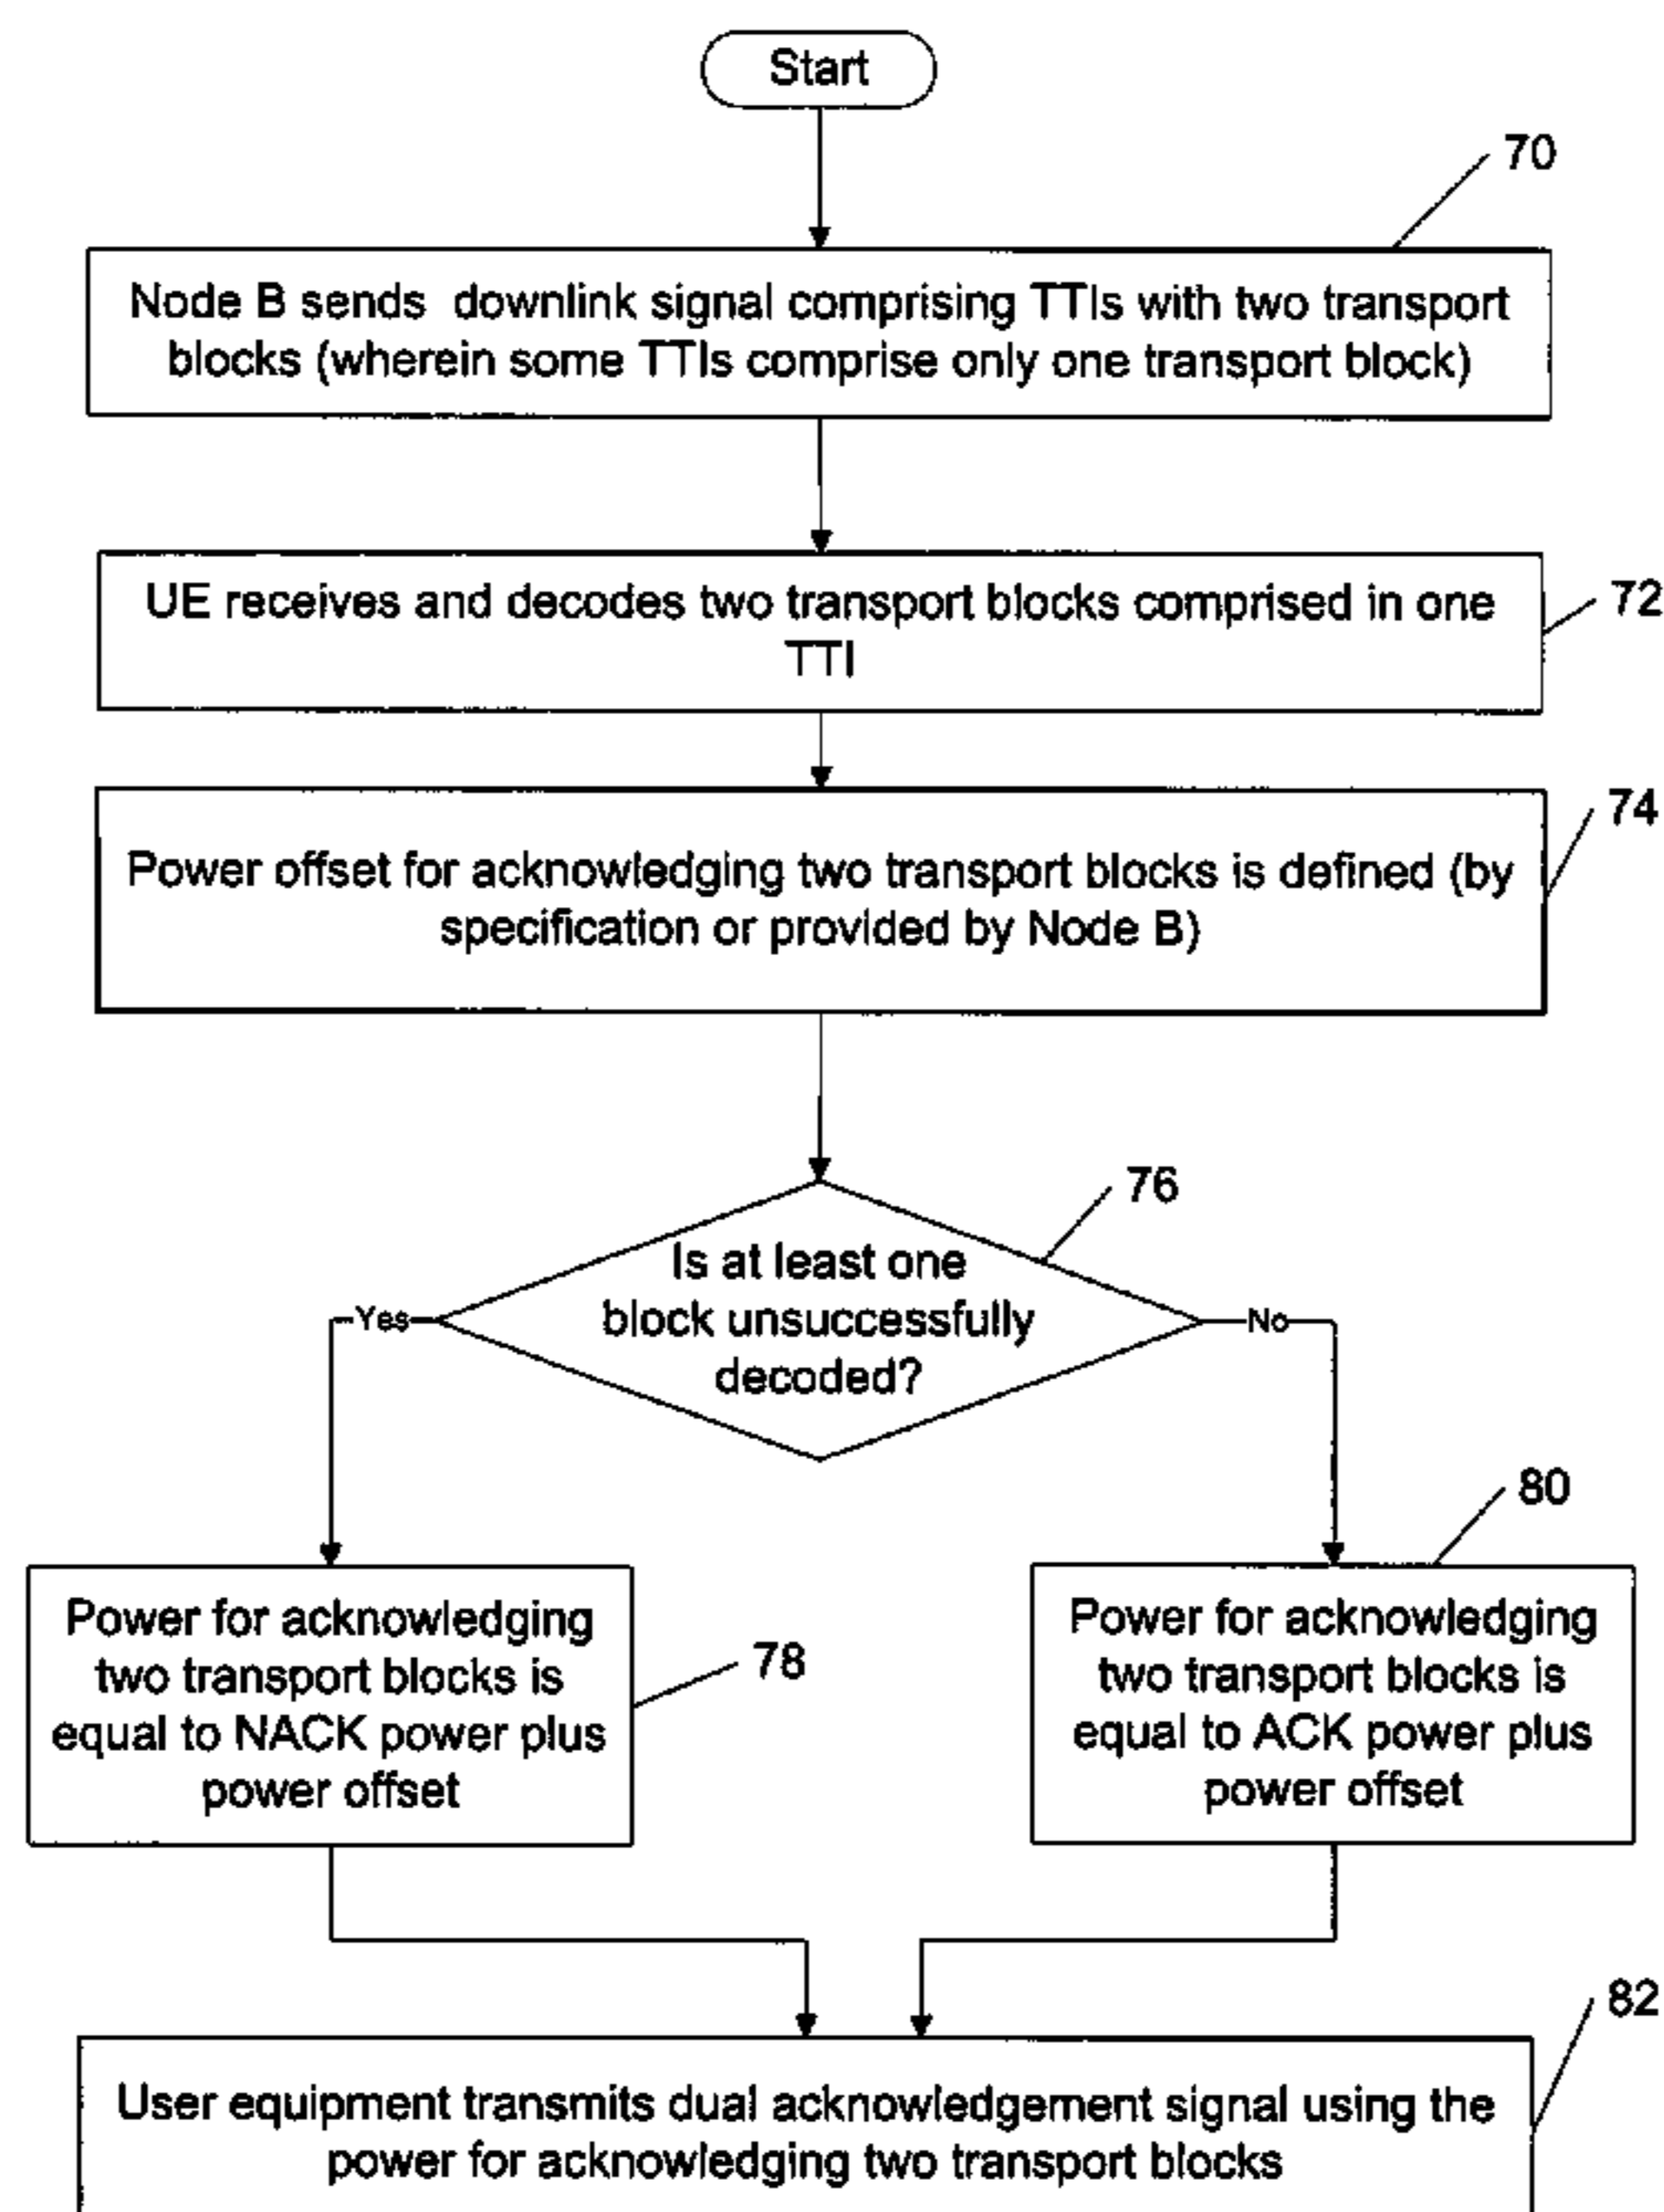 Start
70
Node B sends downlink signal comprising TTIs with two transport
blocks (wherein some TTIs comprise only one transport block)
UE receives and decodes two transport blocks comprised in one
TTI
72
74
Power offset for acknowledging two transport blocks is defined (by
specification or provided by Node B)
76
Is at least one
block unsuccessfully
decoded?
Yes
No
80
Power for acknowledging
two transport blocks is
equal to NACK power plus
power offset
78
Power for acknowledging
two transport blocks is
equal to ACK power plus
power offset
82
User equipment transmits dual acknowledgement signal using the
power for acknowledging two transport blocks